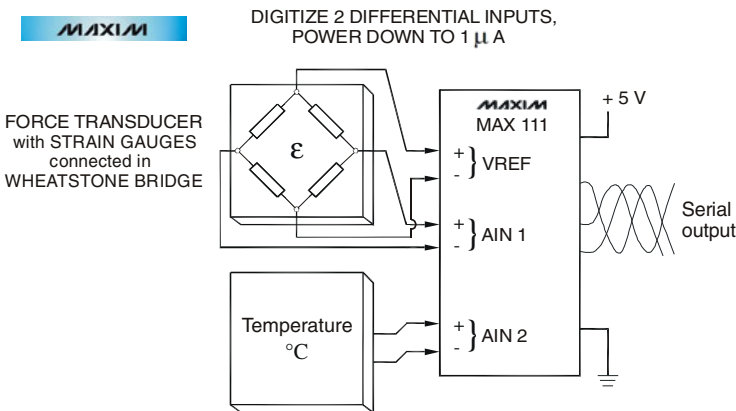 MAXIM
DIGITIZE 2 DIFFERENTIAL INPUTS,
POWER DOWN TO 1 μ A
FORCE TRANSDUCER
with STRAIN GAUGES
connected in
WHEATSTONE BRIDGE
ε
MAXIM
MAX 111
+ 5 V
+
-
} VREF
+
-
} AIN 1
Serial
output
Temperature
°C
+
-
} AIN 2